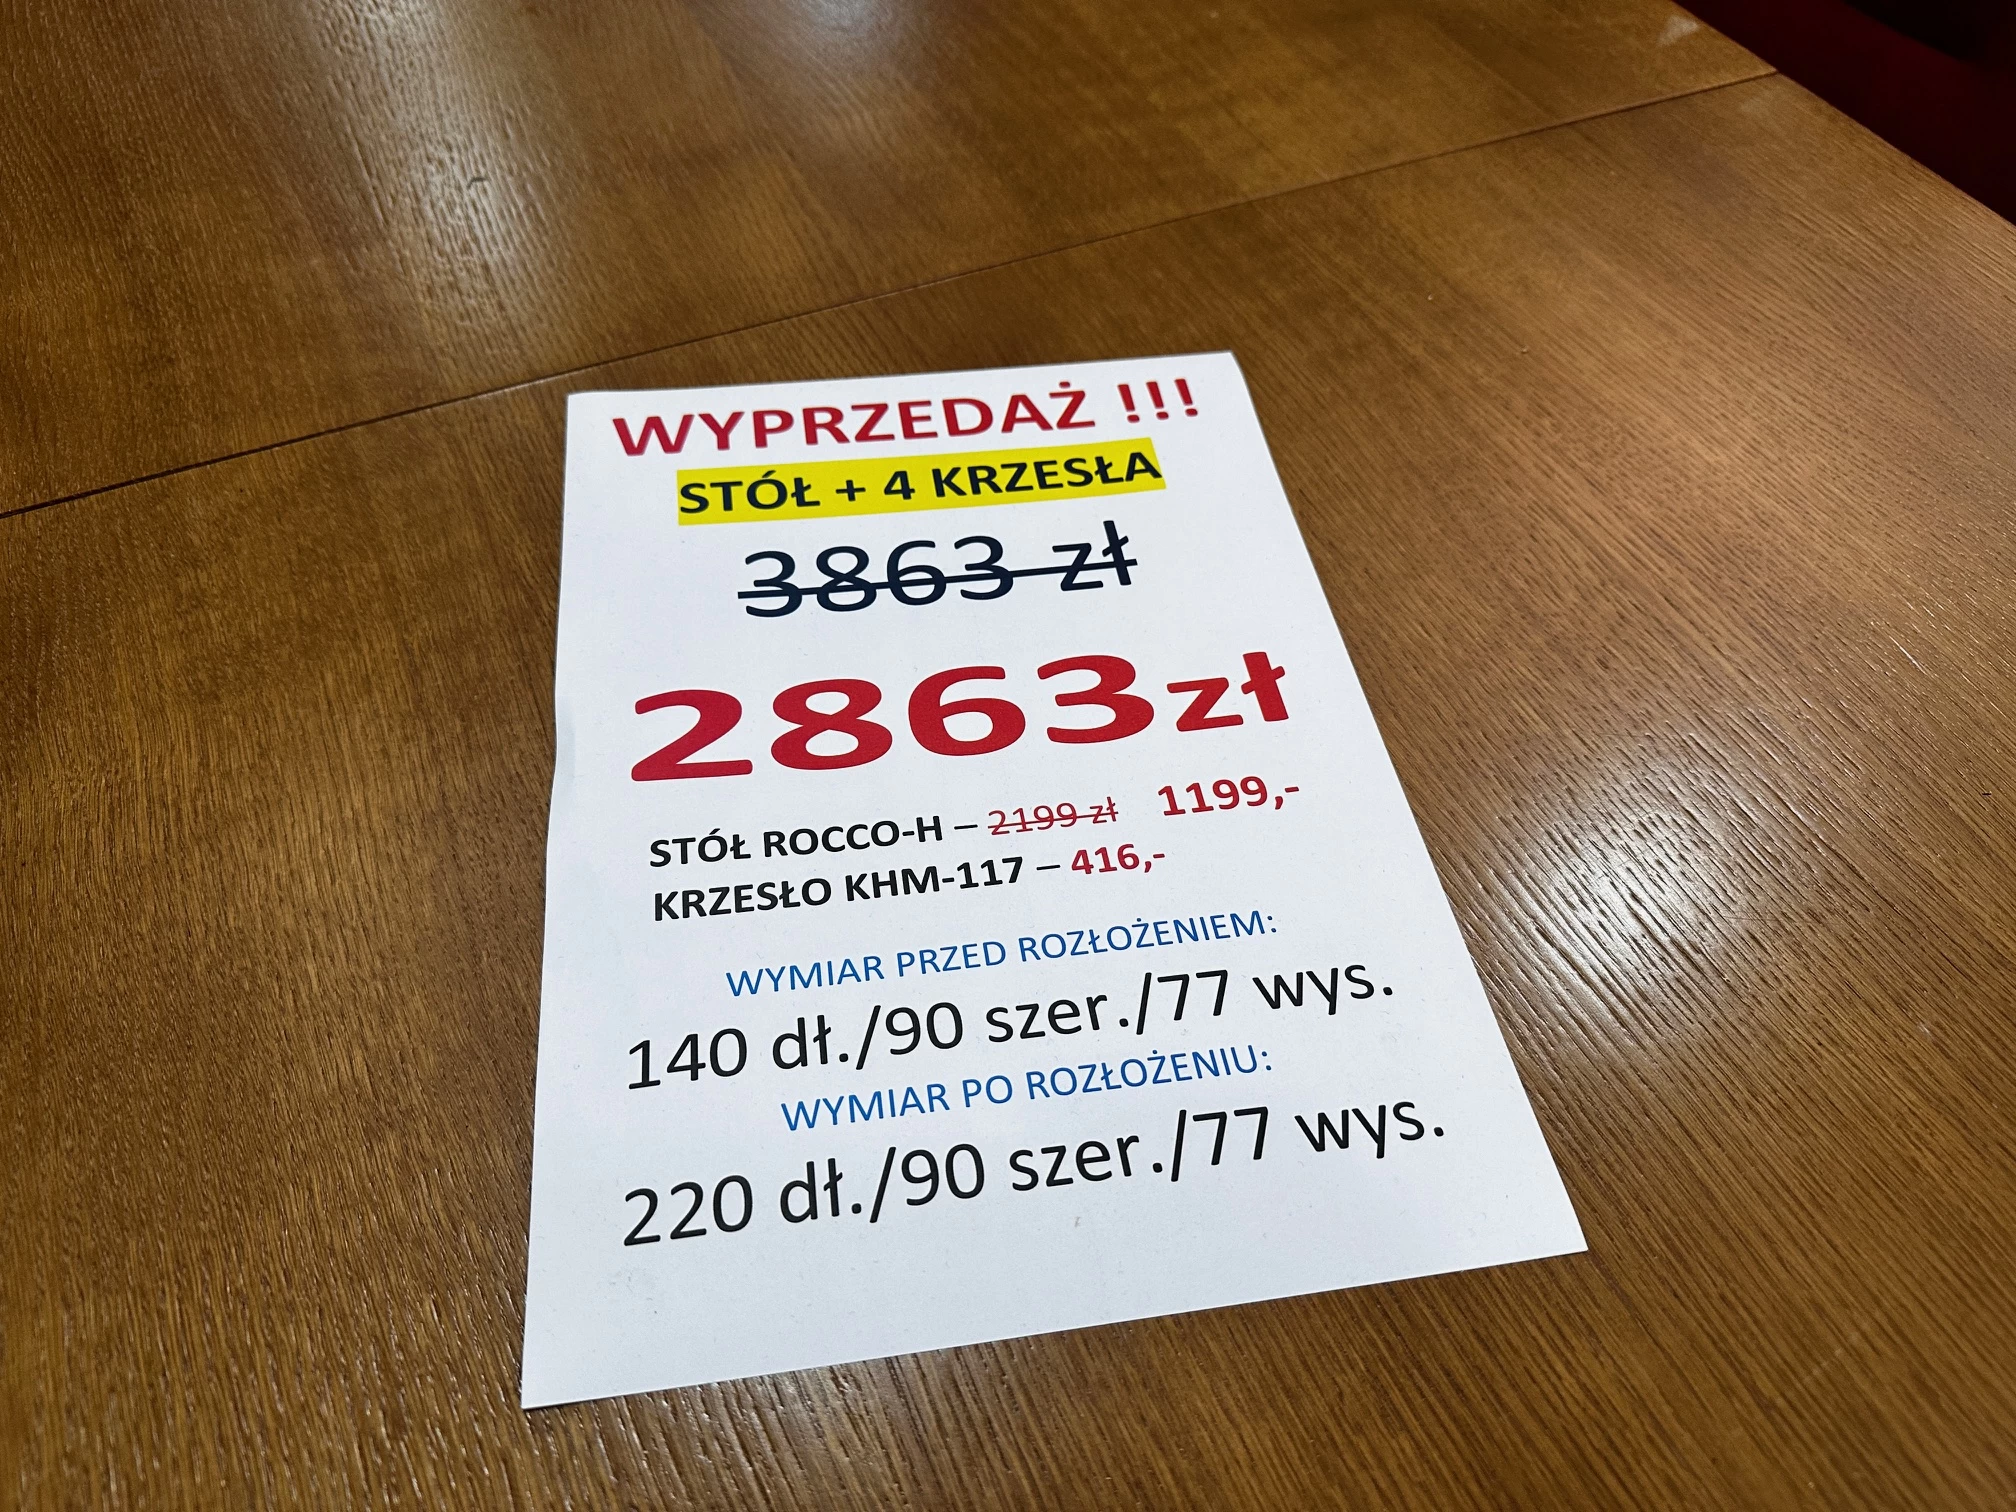 WYPRZEDAŻ !!!
STÓŁ + 4 KRZESŁA
3863 zł
2863zł
STÓŁ ROCCO-H – 2199 zł 1199,-
KRZESŁO KHM-117 – 416,-
WYMIAR PRZED ROZŁOŻENIEM:
140 dł./90 szer./77 wys.
WYMIAR PO ROZŁOŻENIU:
220 dł./90 szer./77 wys.